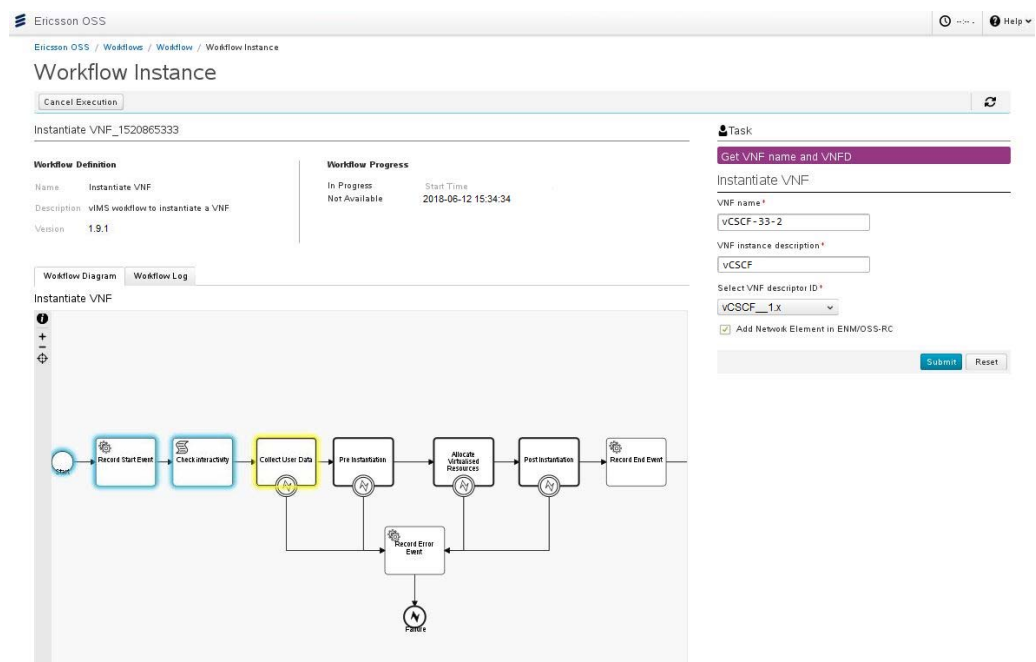 Ericsson OSS
--:-- -
Help
Ericsson OSS / Workflows / Workflow / Workflow Instance
Workflow Instance
Cancel Execution
Instantiate VNF_1520865333
Workflow Definition
Name Instantiate VNF
Description vIMS workflow to instantiate a VNF
Version 1.9.1
Workflow Progress
In Progress Start Time
Not Available 2018-06-12 15:34:34
Task
Get VNF name and VNFD
Instantiate VNF
VNF name*
vCSCF-33-2
VNF instance description*
vCSCF
Select VNF descriptor ID*
vCSCF__1.x
Add Network Element in ENM/OSS-RC
Submit Reset
Workflow Diagram Workflow Log
Instantiate VNF
Start
Record Start Event
Check interactivity
Collect User Data
Pre Instantiation
Allocate
Virtualised
Resources
Post Instantiation
Record End Event
Record Error
Event
Failure